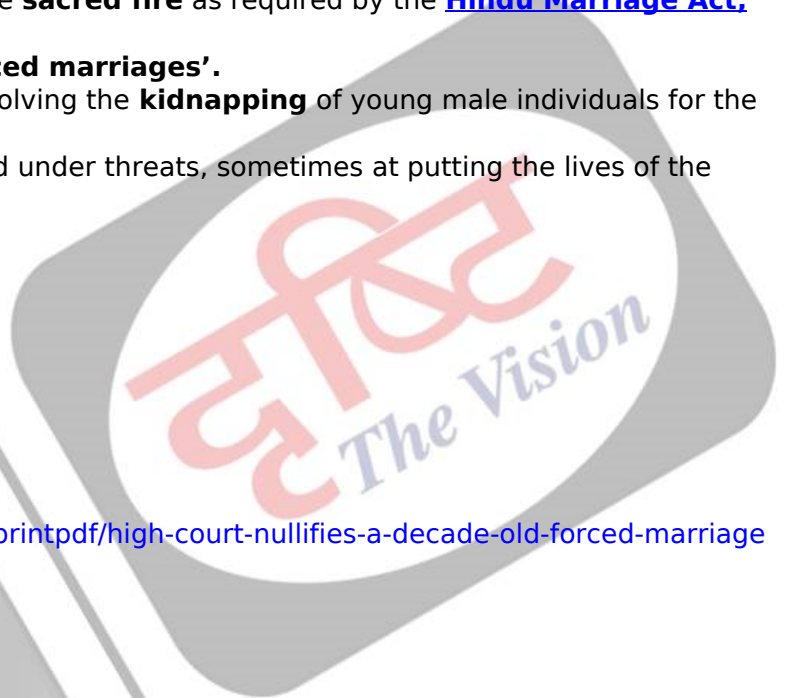 sacred fire as required by the Hindu Marriage Act,
ced marriages’.
olving the kidnapping of young male individuals for the
d under threats, sometimes at putting the lives of the
दृष्टि
The Vision
printpdf/high-court-nullifies-a-decade-old-forced-marriage